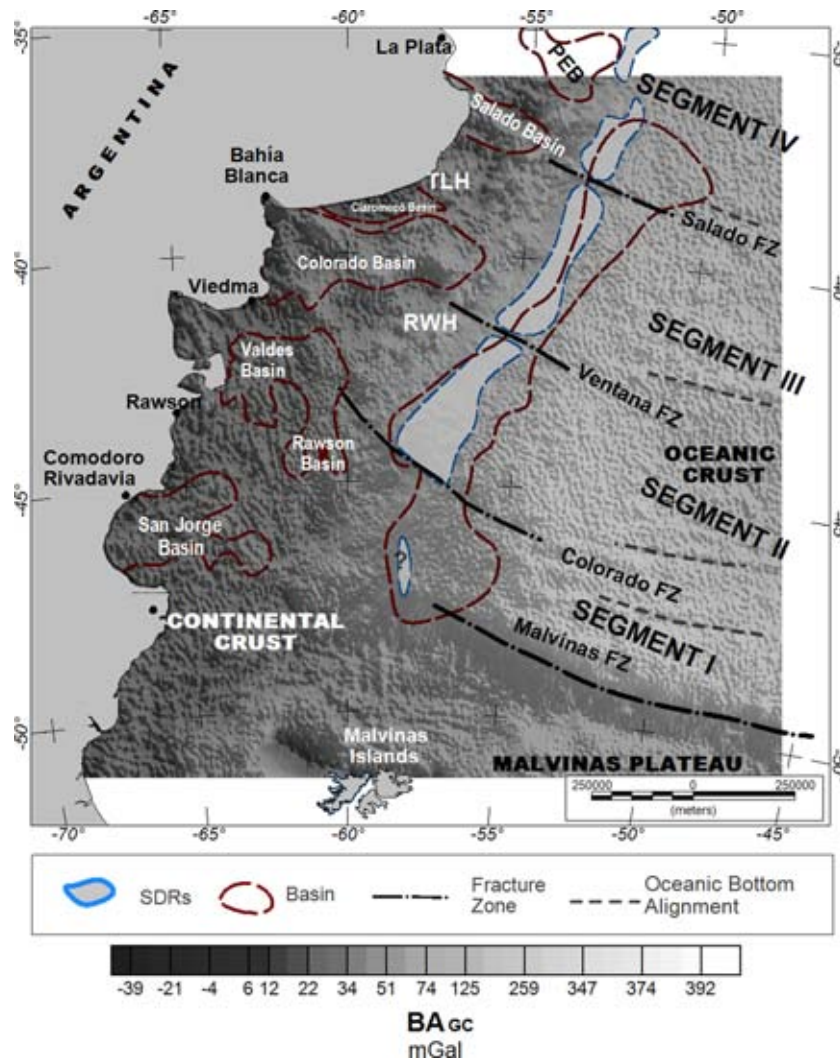 -65° -60° -55° -50°
-35°
La Plata
PEB
SEGMENT IV
ARGENTINA
Salado Basin
Bahía
Blanca
TLH
Claromecó Basin
Salado FZ
-40°
Colorado Basin
Viedma
RWH
SEGMENT III
Valdes
Basin
Ventana FZ
Rawson
Rawson
Basin
OCEANIC
CRUST
Comodoro
Rivadavia
-45°
SEGMENT II
San Jorge
Basin
?
Colorado FZ
CONTINENTAL
CRUST
SEGMENT I
Malvinas FZ
-50°
Malvinas
Islands
MALVINAS PLATEAU
250000 0 250000
(meters)
-70° -65° -60° -55° -50° -45°
SDRs
Basin
Fracture
Zone
Oceanic Bottom
Alignment
-39 -21 -4 6 12 22 34 51 74 125 259 347 374 392
BA GC
mGal